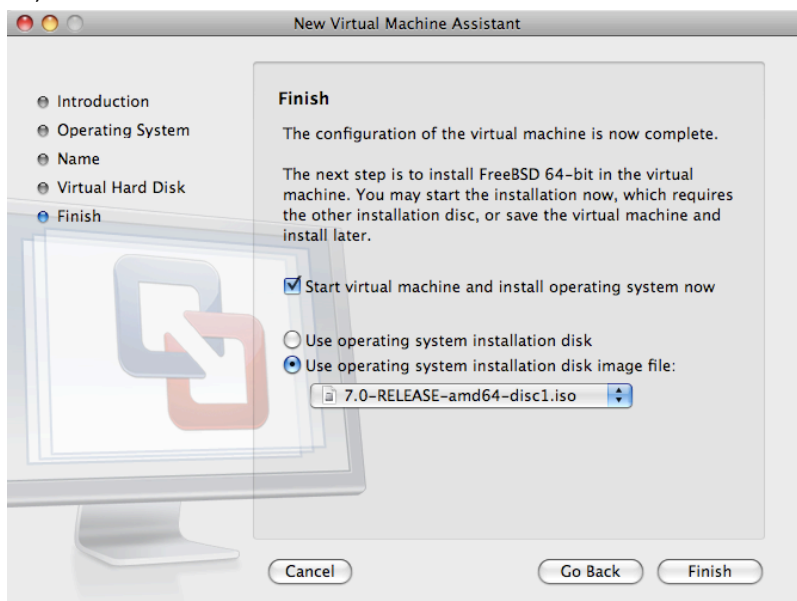 New Virtual Machine Assistant
Introduction
Operating System
Name
Virtual Hard Disk
Finish
Finish
The configuration of the virtual machine is now complete.
The next step is to install FreeBSD 64-bit in the virtual
machine. You may start the installation now, which requires
the other installation disc, or save the virtual machine and
install later.
Start virtual machine and install operating system now
Use operating system installation disk
Use operating system installation disk image file:
7.0-RELEASE-amd64-disc1.iso
Cancel
Go Back
Finish